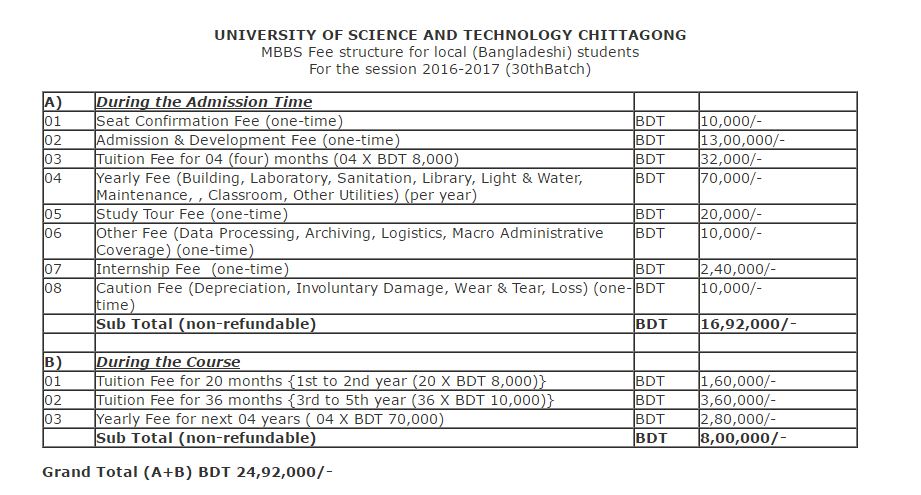 UNIVERSITY OF SCIENCE AND TECHNOLOGY CHITTAGONG
MBBS Fee structure for local (Bangladeshi) students
For the session 2016-2017 (30thBatch)
A) During the Admission Time
01 Seat Confirmation Fee (one-time) BDT 10,000/-
02 Admission & Development Fee (one-time) BDT 13,00,000/-
03 Tuition Fee for 04 (four) months (04 X BDT 8,000) BDT 32,000/-
04 Yearly Fee (Building, Laboratory, Sanitation, Library, Light & Water, BDT 70,000/-
Maintenance, , Classroom, Other Utilities) (per year)
05 Study Tour Fee (one-time) BDT 20,000/-
06 Other Fee (Data Processing, Archiving, Logistics, Macro Administrative BDT 10,000/-
Coverage) (one-time)
07 Internship Fee (one-time) BDT 2,40,000/-
08 Caution Fee (Depreciation, Involuntary Damage, Wear & Tear, Loss) (one- BDT 10,000/-
time)
Sub Total (non-refundable) BDT 16,92,000/-
B) During the Course
01 Tuition Fee for 20 months {1st to 2nd year (20 X BDT 8,000)} BDT 1,60,000/-
02 Tuition Fee for 36 months {3rd to 5th year (36 X BDT 10,000)} BDT 3,60,000/-
03 Yearly Fee for next 04 years ( 04 X BDT 70,000) BDT 2,80,000/-
Sub Total (non-refundable) BDT 8,00,000/-
Grand Total (A+B) BDT 24,92,000/-